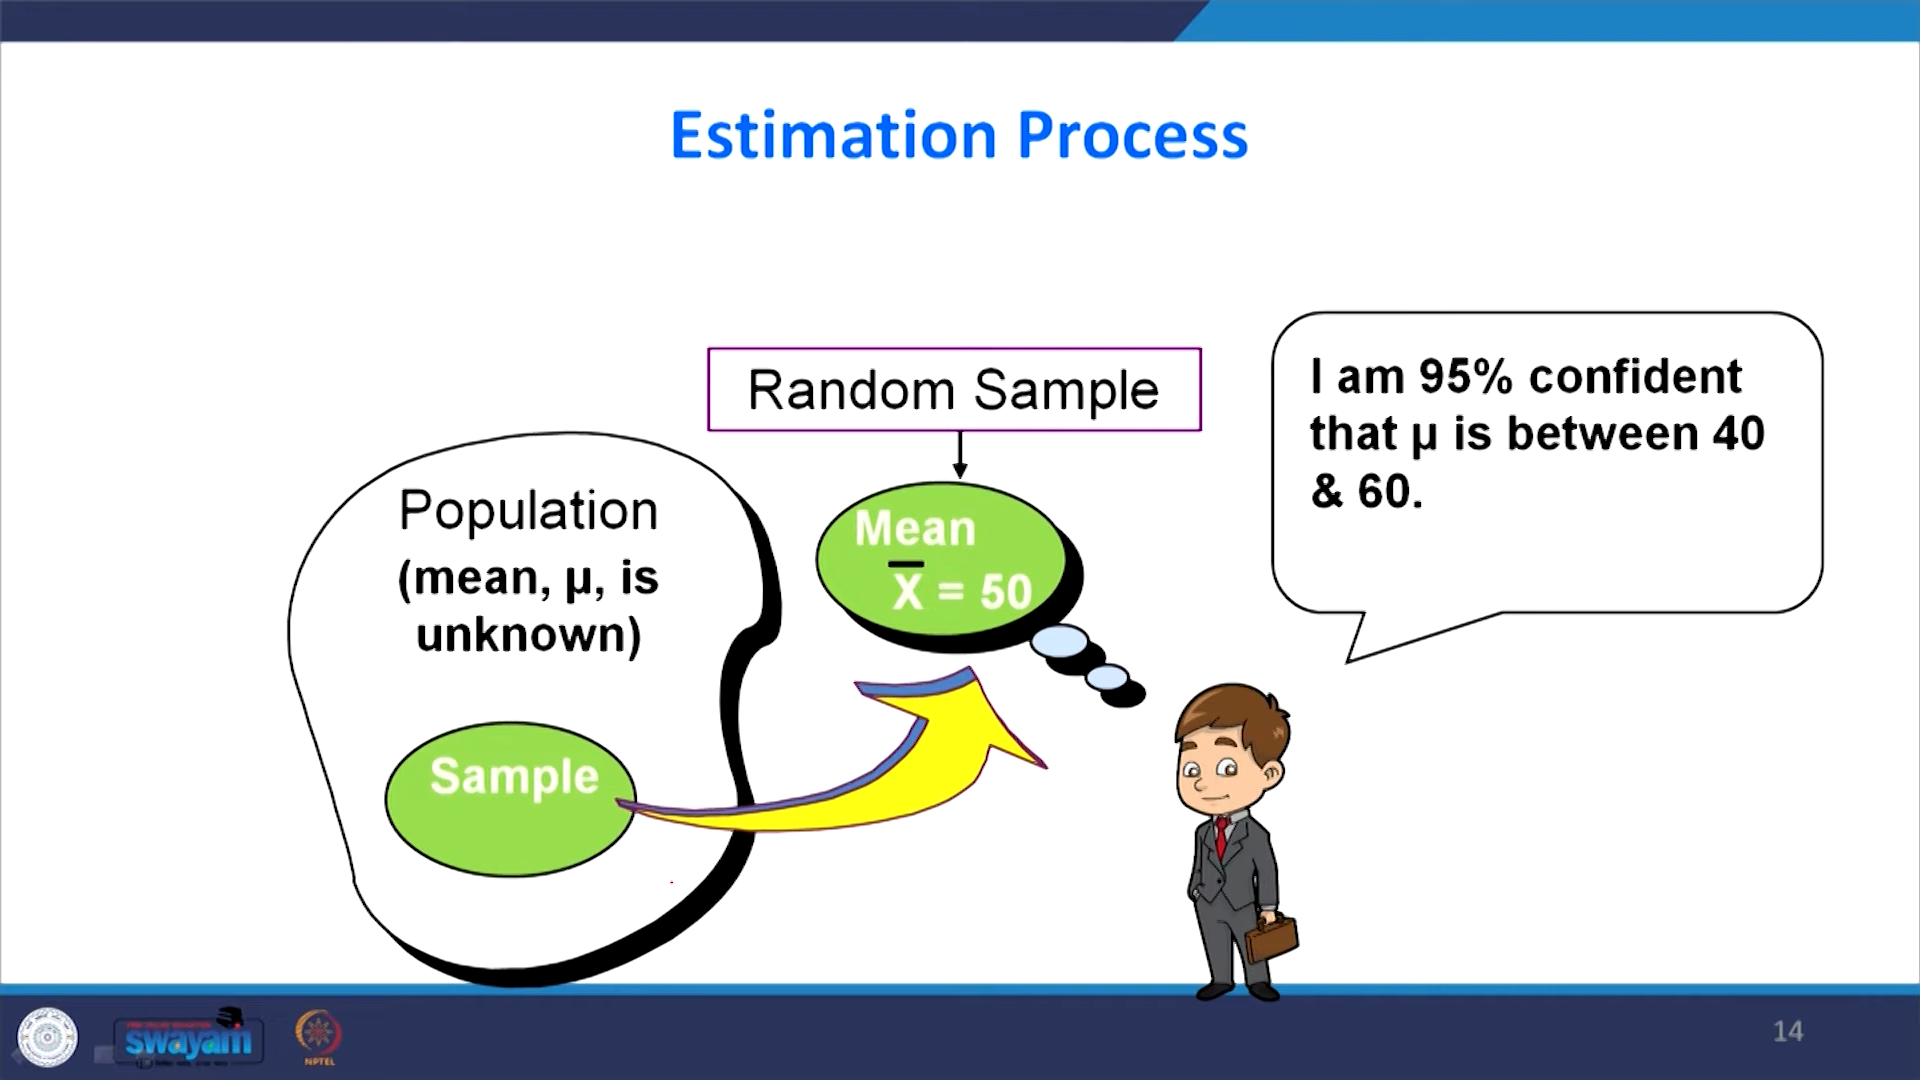 Estimation Process
Random Sample
I am 95% confident
that μ is between 40
& 60.
Population
(mean, μ, is
unknown)
Mean
X̅ = 50
Sample
swayam
NPTEL
14